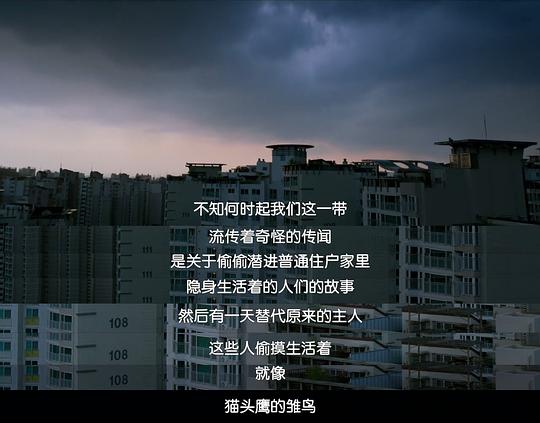 不知何时起我们这一带
流传着奇怪的传闻
是关于偷偷潜进普通住户家里
111
111
隐身生活着的人们的故事
111
然后有一天替代原来的主人
108
这些人偷摸生活着
108
就像
108
猫头鹰的雏鸟